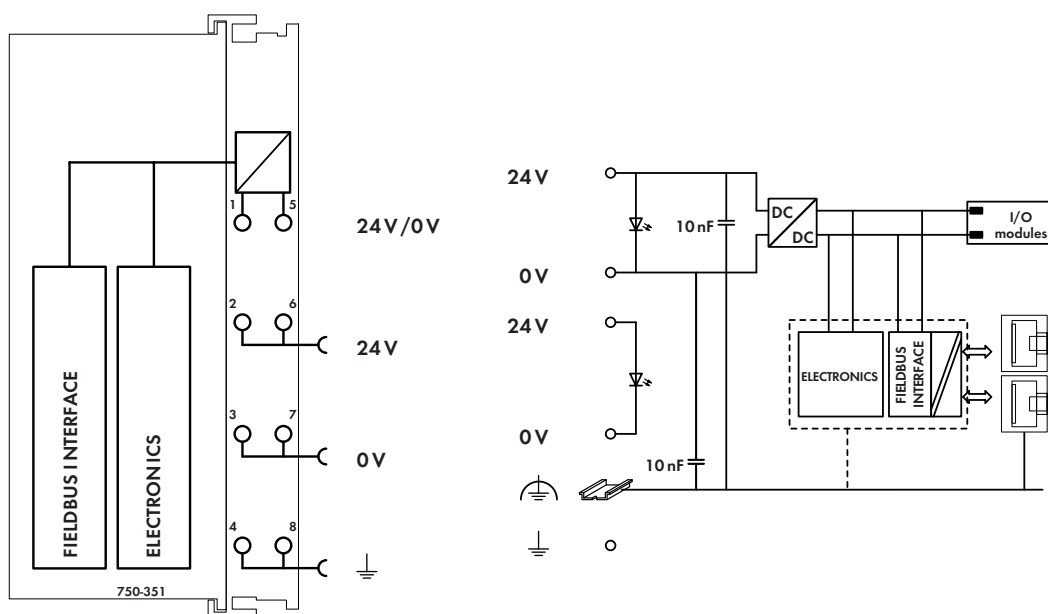 1 5
24V/0V
2 6
24V
3 7
0V
4 8
FIELDBUS INTERFACE
ELECTRONICS
750-351
24V
0V
24V
0V
10nF
10nF
DC
DC
I/O
modules
ELECTRONICS
FIELDBUS
INTERFACE